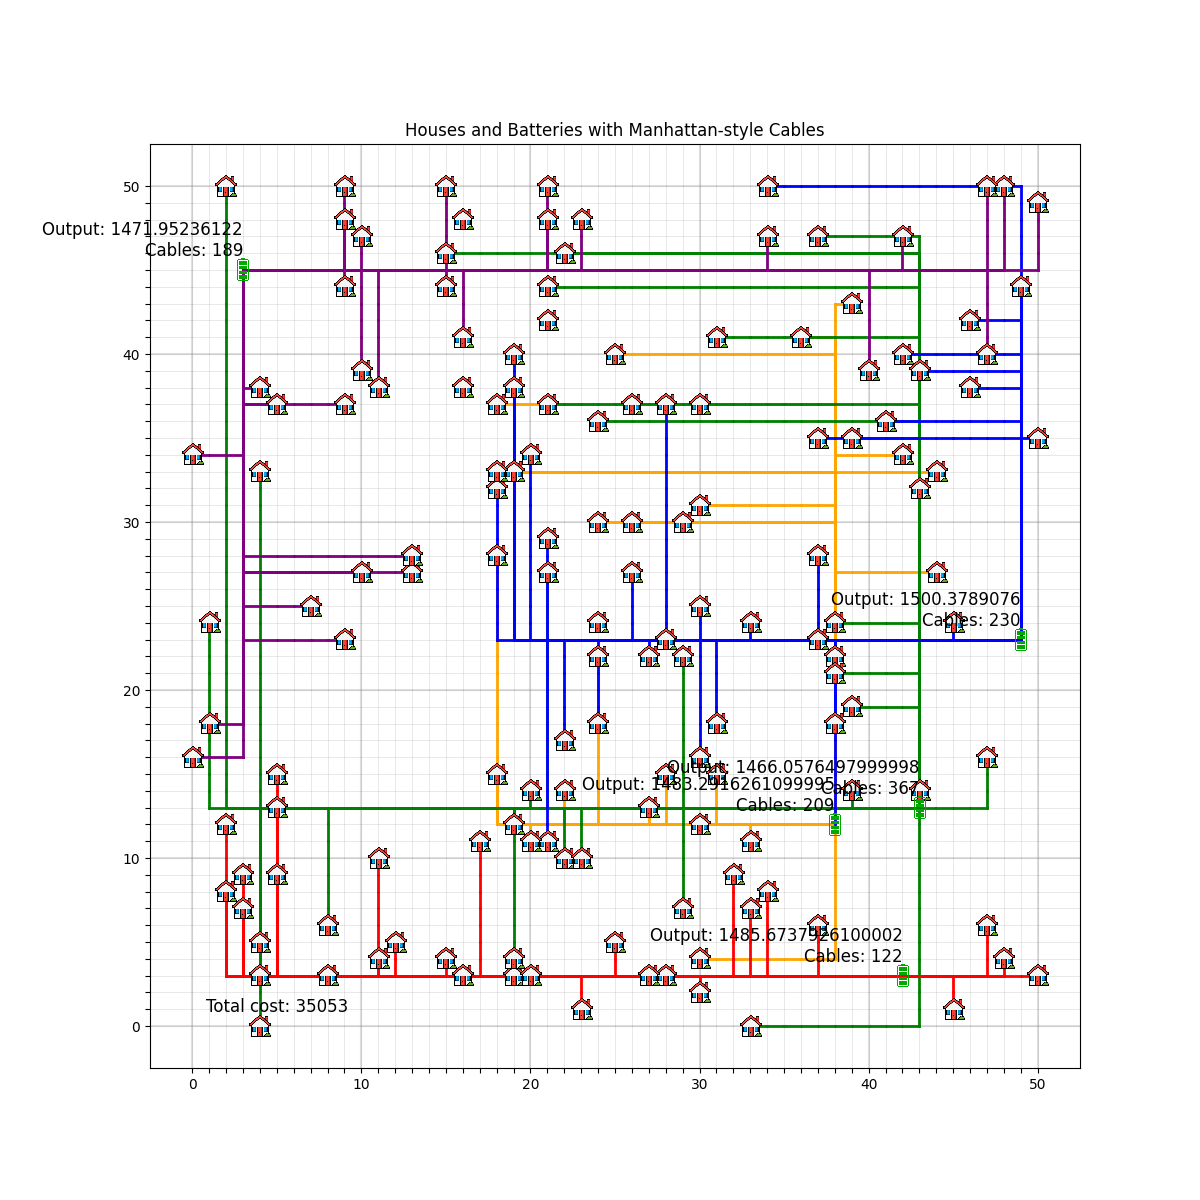 Houses and Batteries with Manhattan-style Cables
50
Output: 1471.95236122
Cables: 189
40
30
Output: 1500.3789076
Cables: 230
20
Output: 1466.0576497999998
Cables: 367
Output: 1483.2916261099995
Cables: 209
10
Output: 1485.6737926100002
Cables: 122
Total cost: 35053
0
0 10 20 30 40 50